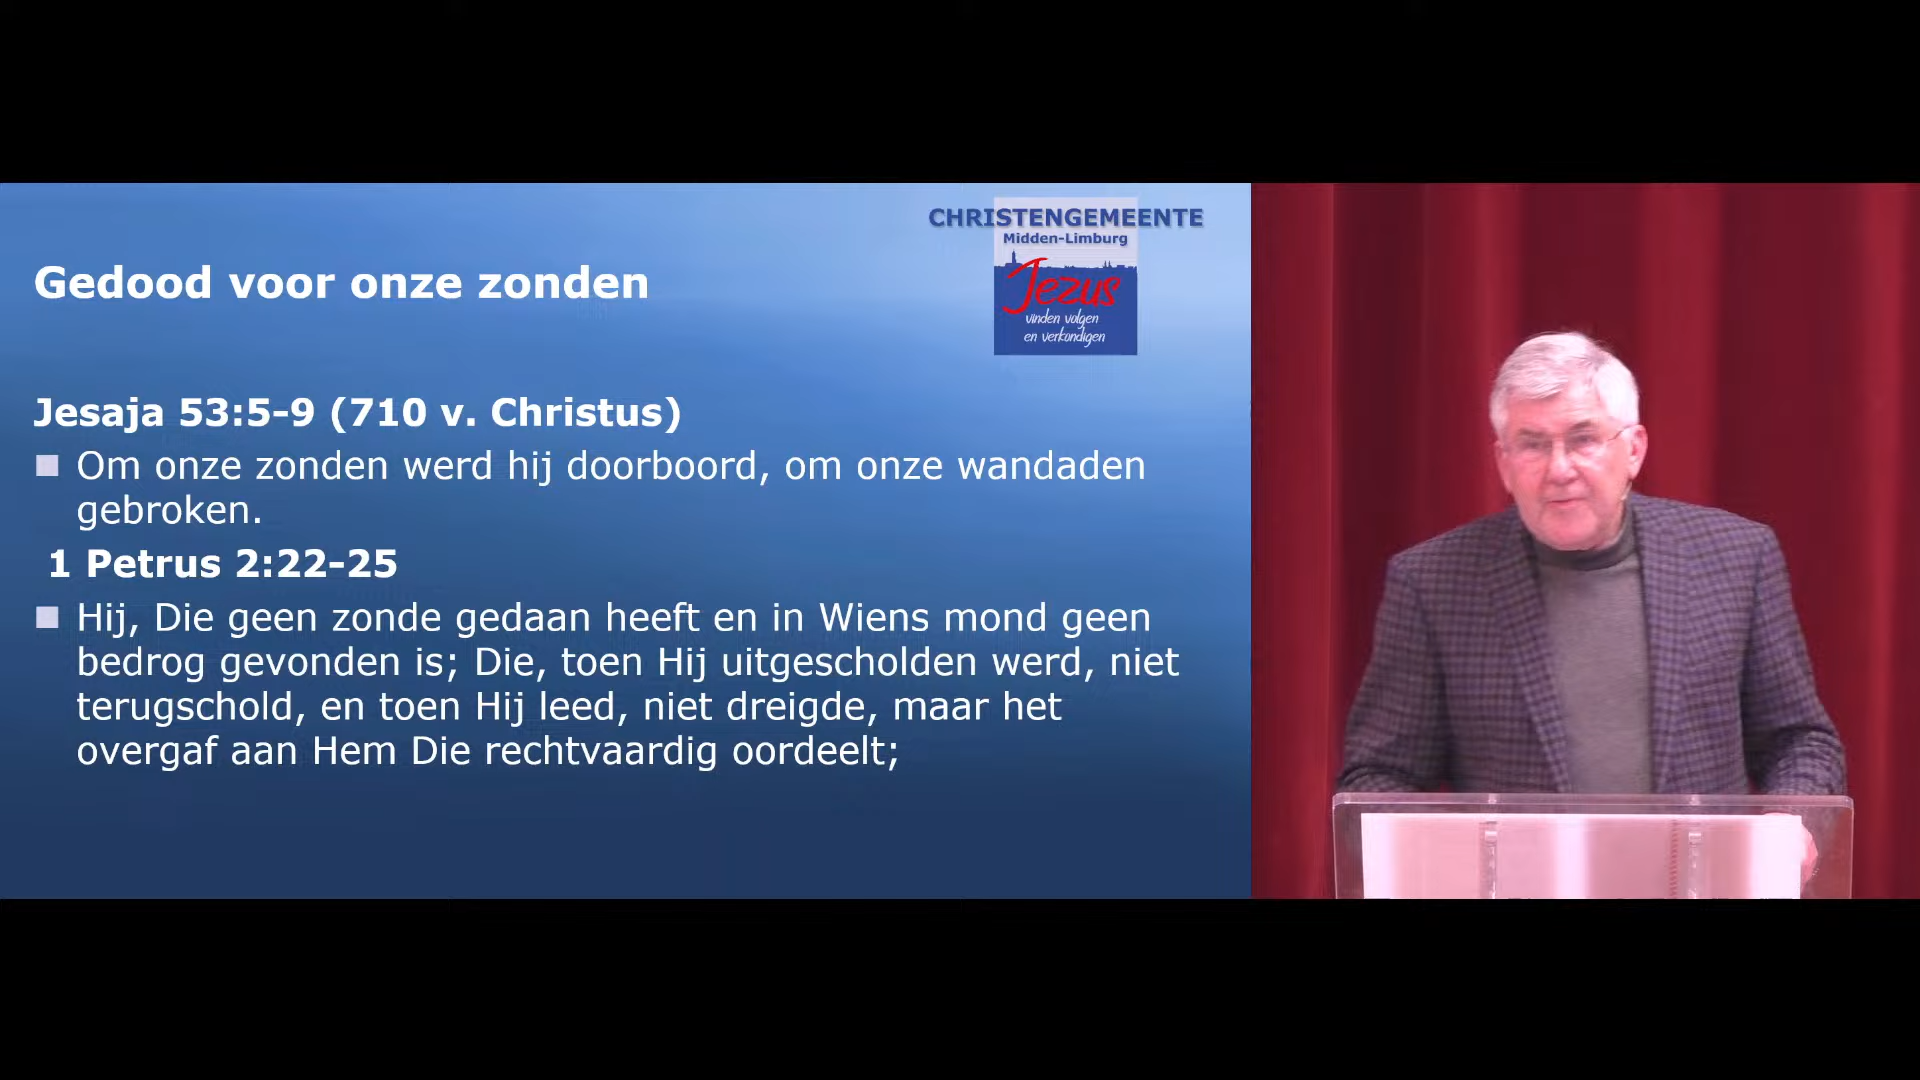 CHRISTENGEMEENTE
Midden-Limburg
Jezus
vinden volgen
en verkondigen
Gedood voor onze zonden
Jesaja 53:5-9 (710 v. Christus)
Om onze zonden werd hij doorboord, om onze wandaden
gebroken.
1 Petrus 2:22-25
Hij, Die geen zonde gedaan heeft en in Wiens mond geen
bedrog gevonden is; Die, toen Hij uitgescholden werd, niet
terugschold, en toen Hij leed, niet dreigde, maar het
overgaf aan Hem Die rechtvaardig oordeelt;